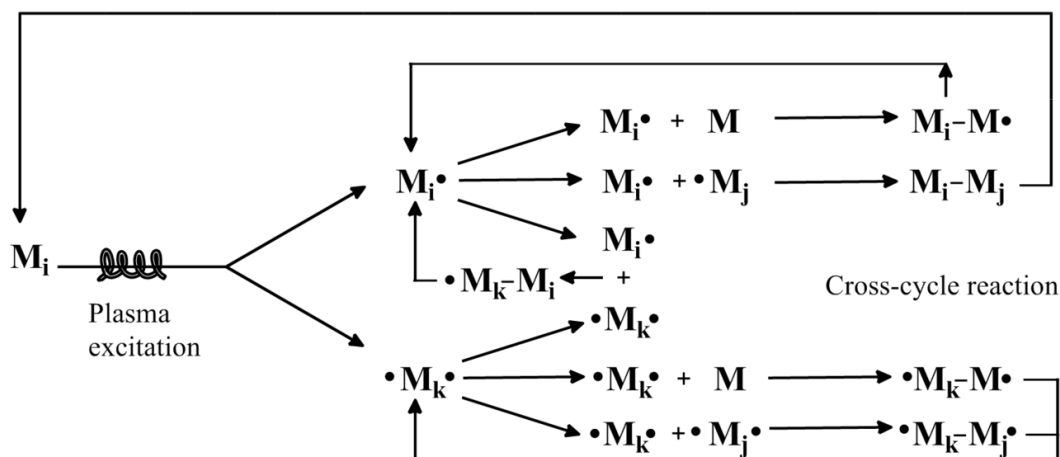 Mi• + M Mi–M•
Mi• Mi• + •Mj Mi–Mj
Mi•
Mi •Mk–Mi +
Plasma
excitation
Cross-cycle reaction
•Mk•
•Mk• •Mk• + M •Mk–M•
•Mk• + •Mj• •Mk–Mj•